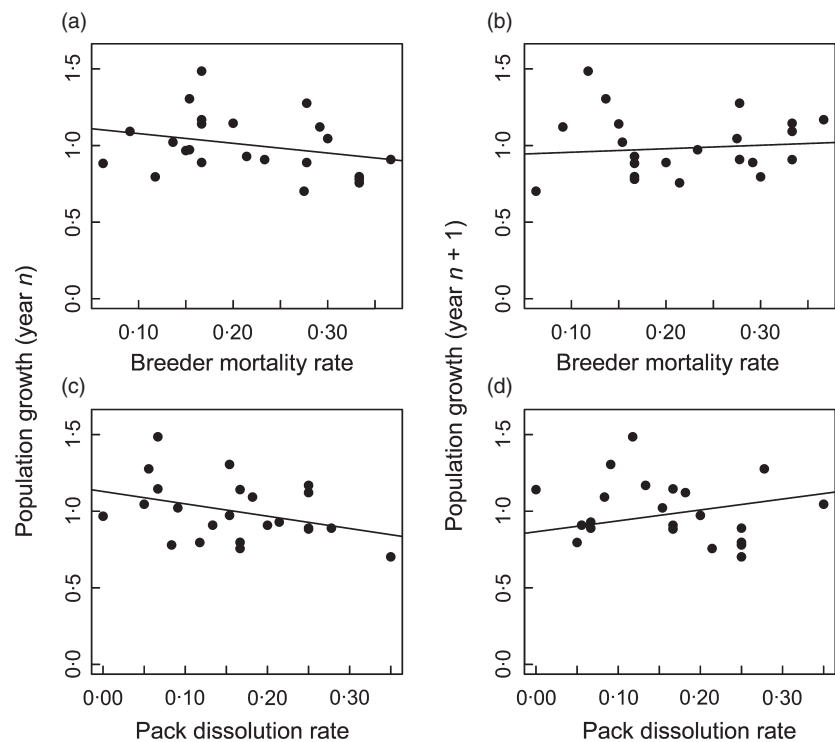 (a)
(b)
Population growth (year n)
1·5
1·0
0·5
0·0
0·10 0·20 0·30
Breeder mortality rate
Population growth (year n + 1)
1·5
1·0
0·5
0·0
0·10 0·20 0·30
Breeder mortality rate
(c)
(d)
1·5
1·0
0·5
0·0
0·00 0·10 0·20 0·30
Pack dissolution rate
1·5
1·0
0·5
0·0
0·00 0·10 0·20 0·30
Pack dissolution rate